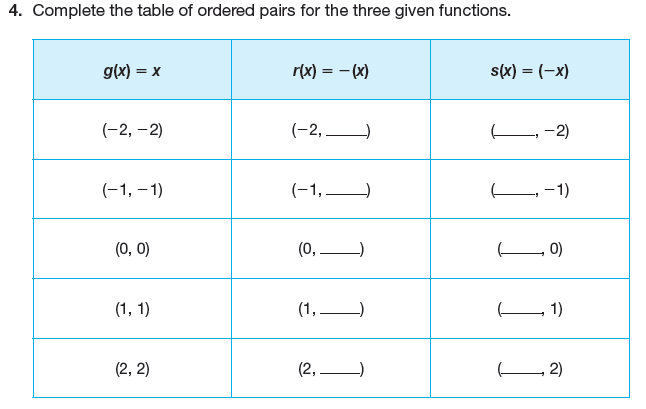 4. Complete the table of ordered pairs for the three given functions.
g(x) = x r(x) = −(x) s(x) = (−x)
(−2, −2) (−2, ____) (____, −2)
(−1, −1) (−1, ____) (____, −1)
(0, 0) (0, ____) (____, 0)
(1, 1) (1, ____) (____, 1)
(2, 2) (2, ____) (____, 2)